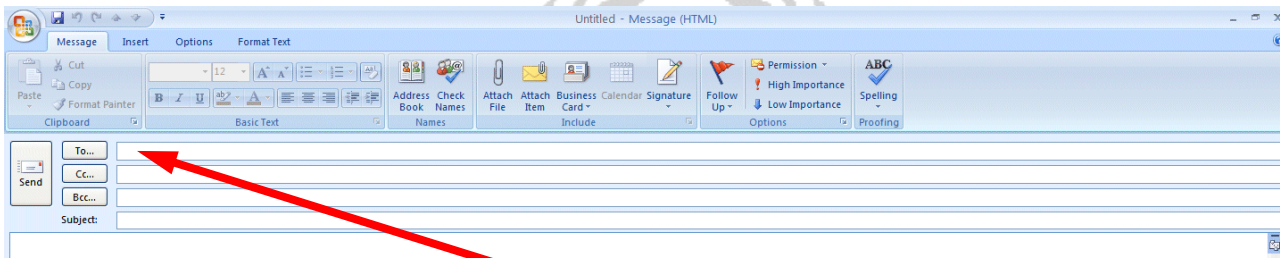 Untitled - Message (HTML)
Message Insert Options Format Text
Paste
Cut
Copy
Format Painter
Clipboard
12
A A
ab
B I U ab A
Basic Text
Address Book
Check Names
Names
Attach File
Attach Item
Business Card
Calendar
Signature
Include
Follow Up
Permission
High Importance
Low Importance
Options
ABC
Spelling
Proofing
Send
To...
Cc...
Bcc...
Subject: